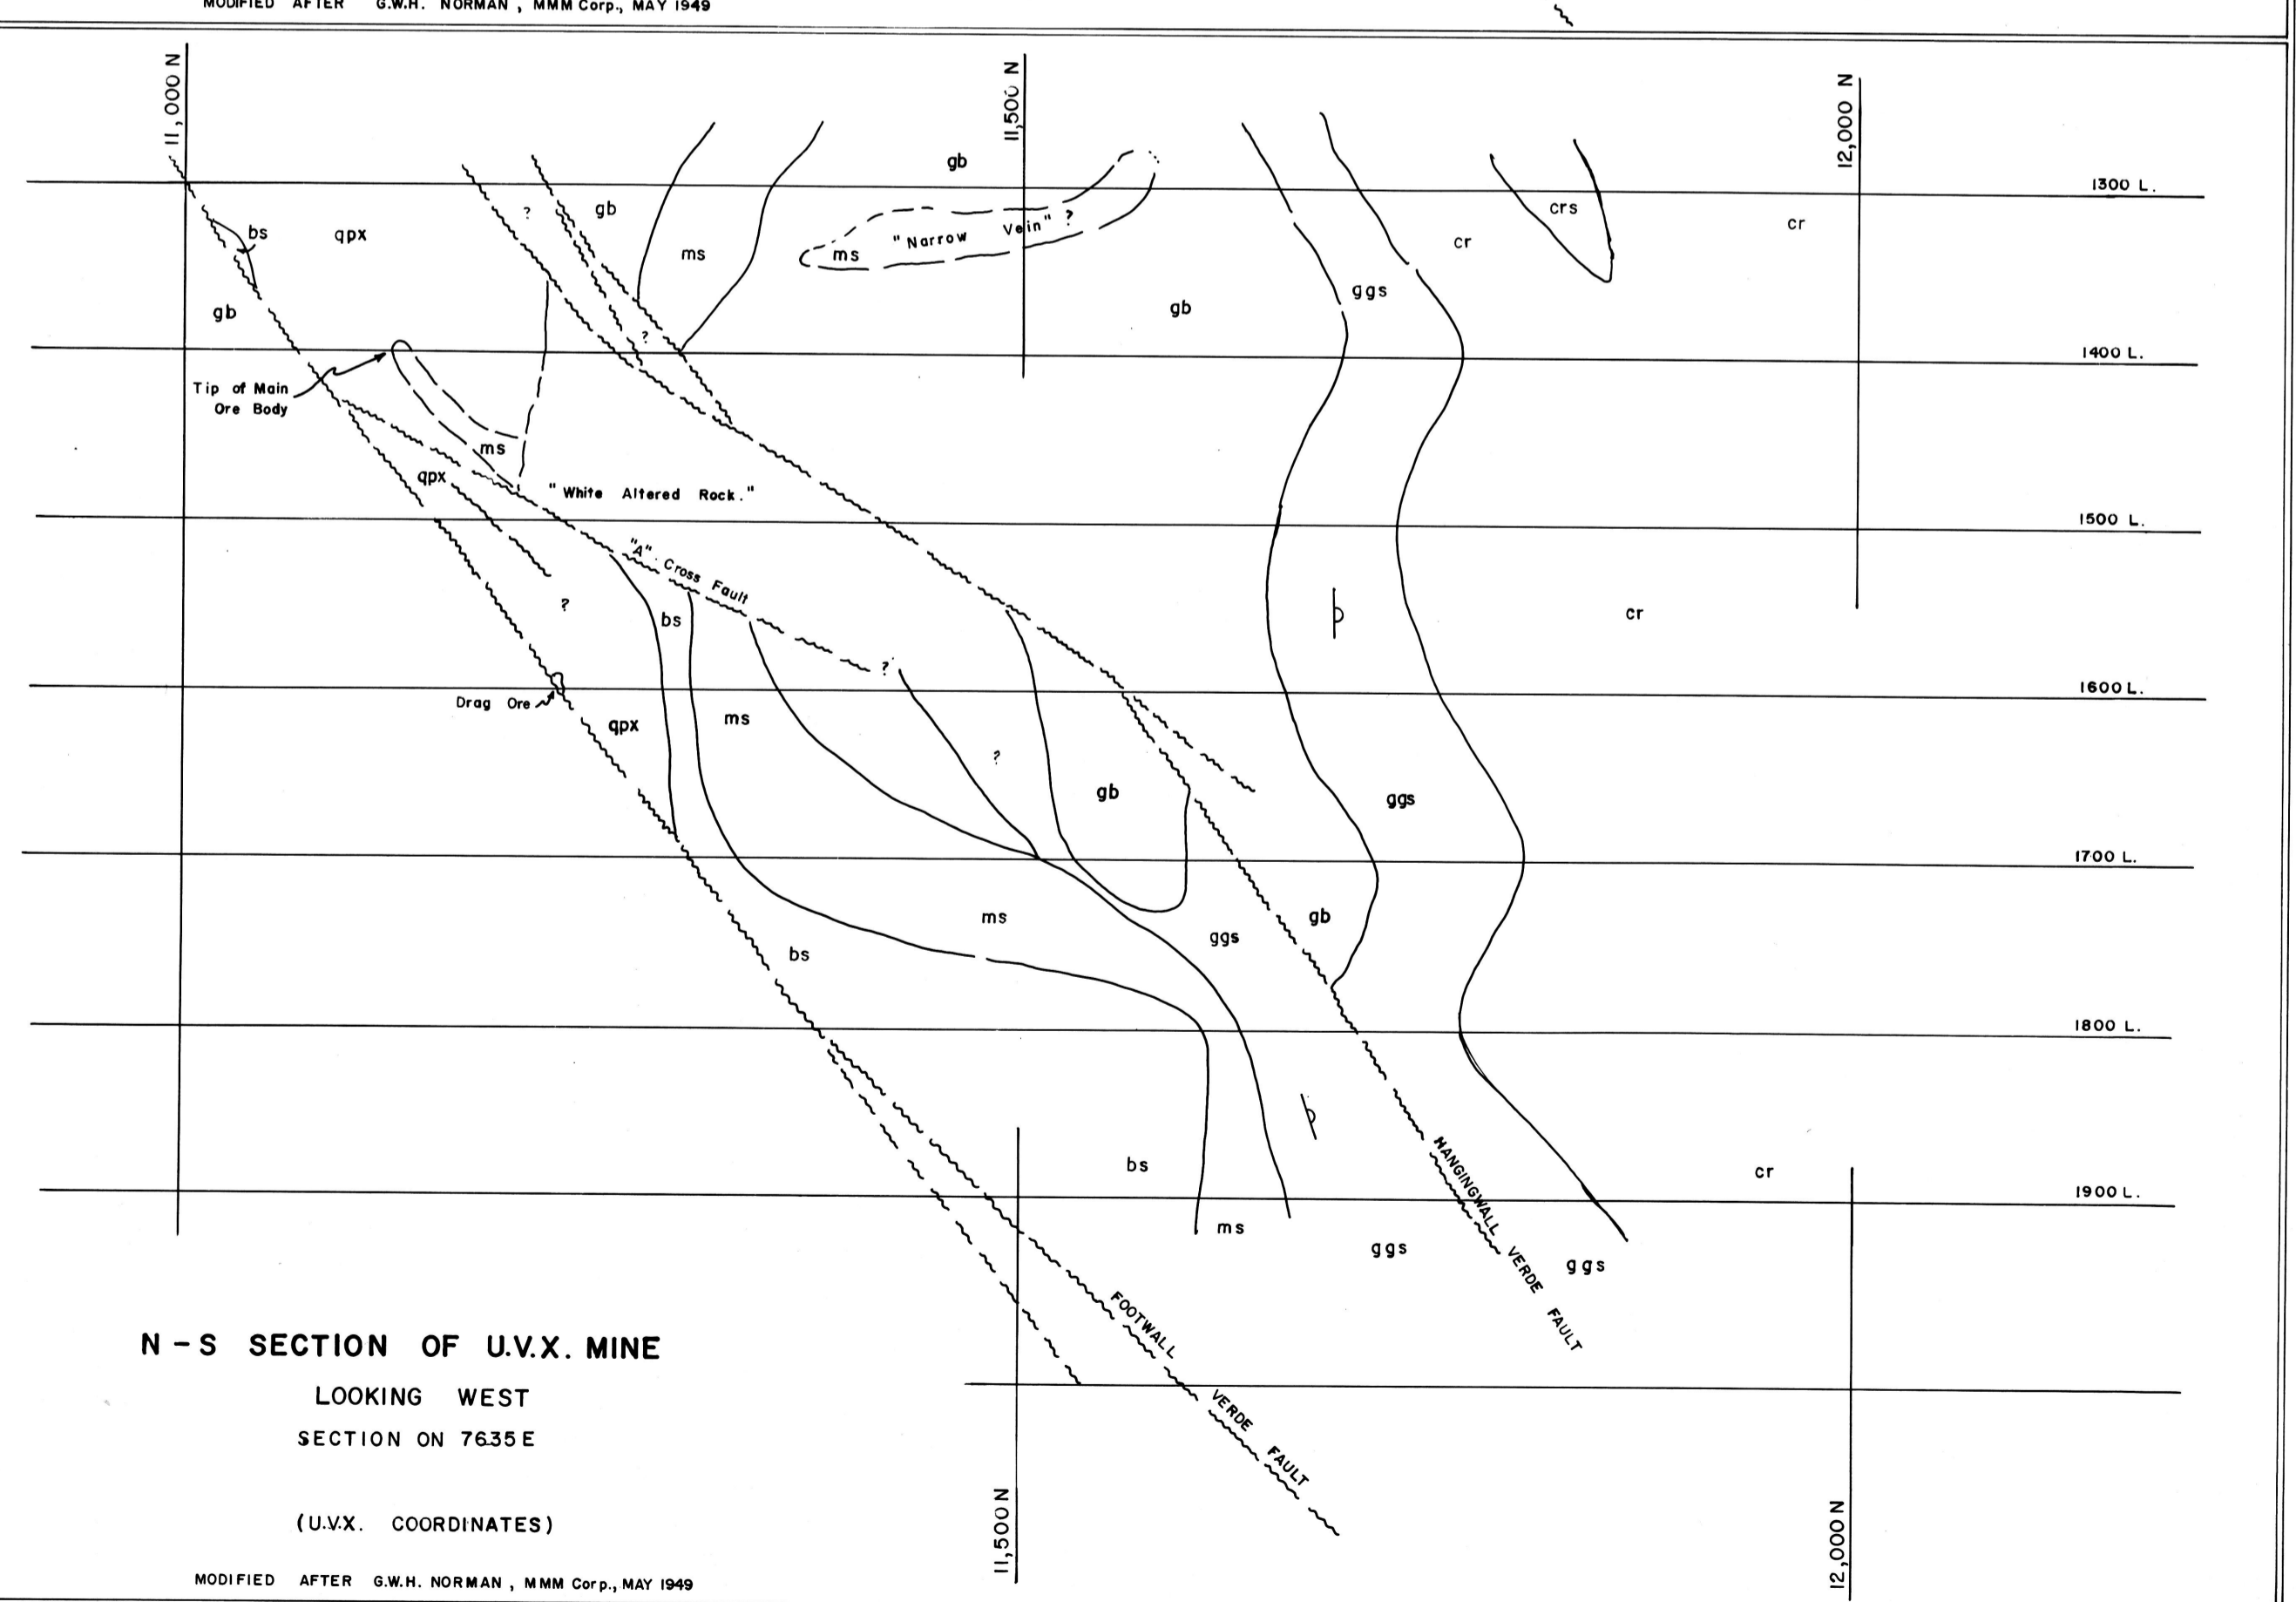 MODIFIED AFTER G.W.H. NORMAN, MMM Corp., MAY 1949
11,000 N
11,500 N
12,000 N
gb
1300 L.
? gb
crs
bs qpx
"Narrow Vein" ?
cr
cr
ms
ms
gb
gb
ggs
?
1400 L.
Tip of Main
Ore Body
ms
qpx
"White Altered Rock."
1500 L.
"A" Cross Fault
?
bs
cr
?
1600 L.
Drag Ore
qpx
ms
?
gb
ggs
1700 L.
ms
gb
ggs
bs
1800 L.
bs
cr
HANGINGWALL VERDE FAULT
1900 L.
ms
ggs
ggs
FOOTWALL VERDE FAULT
N-S SECTION OF U.V.X. MINE
LOOKING WEST
SECTION ON 7635 E
(U.V.X. COORDINATES)
11,500 N
12,000 N
MODIFIED AFTER G.W.H. NORMAN, MMM Corp., MAY 1949